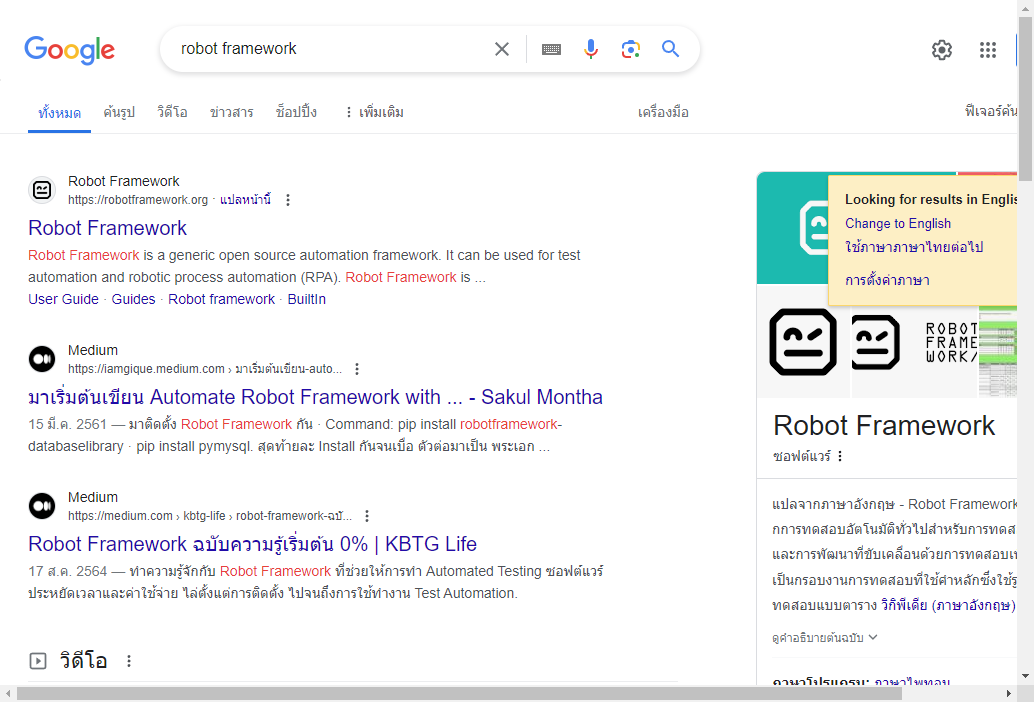 Google
robot framework
ทั้งหมด ค้นรูป วิดีโอ ข่าวสาร ช็อปปิ้ง เพิ่มเติม เครื่องมือ ฟีเจอร์ค้น
Robot Framework
https://robotframework.org · แปลหน้านี้
Robot Framework
Robot Framework is a generic open source automation framework. It can be used for test
automation and robotic process automation (RPA). Robot Framework is ...
User Guide · Guides · Robot framework · BuiltIn
Medium
https://iamgique.medium.com › มาเริ่มต้นเขียน-auto...
มาเริ่มต้นเขียน Automate Robot Framework with ... - Sakul Montha
15 มี.ค. 2561 — มาติดตั้ง Robot Framework กัน · Command: pip install robotframework-
databaselibrary · pip install pymysql. สุดท้ายละ Install กันจนเบื่อ ตัวต่อมาเป็น พระเอก ...
Medium
https://medium.com › kbtg-life › robot-framework-ฉบั...
Robot Framework ฉบับความรู้เริ่มต้น 0% | KBTG Life
17 ส.ค. 2564 — ทำความรู้จักกับ Robot Framework ที่ช่วยให้การทำ Automated Testing ซอฟต์แวร์
ประหยัดเวลาและค่าใช้จ่าย ไล่ตั้งแต่การติดตั้ง ไปจนถึงการใช้ทำงาน Test Automation.
วิดีโอ
Looking for results in Englis
Change to English
ใช้ภาษาภาษาไทยต่อไป
การตั้งค่าภาษา
ROBOT
FRAME
WORK/
Robot Framework
ซอฟต์แวร์
แปลจากภาษาอังกฤษ - Robot Framework
กการทดสอบอัตโนมัติทั่วไปสำหรับการทดส
และการพัฒนาที่ขับเคลื่อนด้วยการทดสอบเ
เป็นกรอบงานการทดสอบที่ใช้คำหลักซึ่งใช้รู
ทดสอบแบบตาราง วิกิพีเดีย (ภาษาอังกฤษ)
ดูคำอธิบายต้นฉบับ
ภาษาโปรแกรม: ภาษาไพทอน